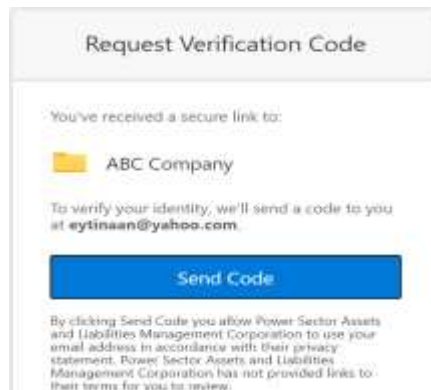 Request Verification Code
You've received a secure link to:
ABC Company
To verify your identity, we'll send a code to you
at eytinaan@yahoo.com.
Send Code
By clicking Send Code you allow Power Sector Assets
and Liabilities Management Corporation to use your
email address in accordance with their privacy
statement. Power Sector Assets and Liabilities
Management Corporation has not provided links to
their terms for you to review.